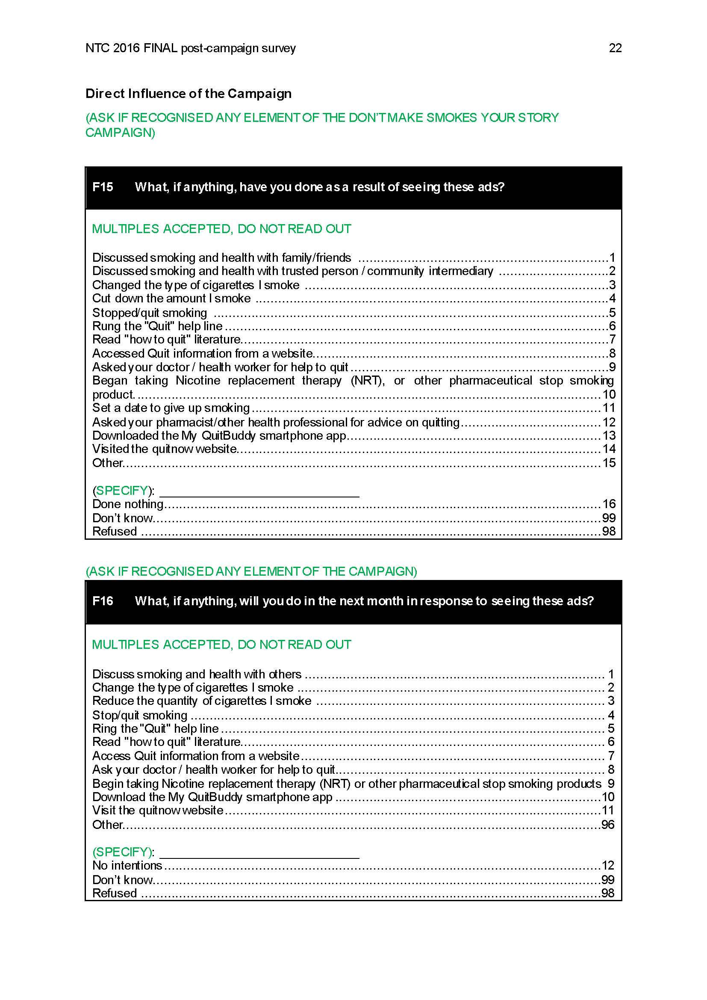 NTC 2016 FINAL post-campaign survey 22
Direct Influence of the Campaign
(ASK IF RECOGNISED ANY ELEMENT OF THE DON'T MAKE SMOKES YOUR STORY
CAMPAIGN)
F15 What, if anything, have you done as a result of seeing these ads?
MULTIPLES ACCEPTED, DO NOT READ OUT
Discussed smoking and health with family/friends ........ 1
Discussed smoking and health with trusted person / community intermediary ........ 2
Changed the type of cigarettes I smoke ........ 3
Cut down the amount I smoke ........ 4
Stopped/quit smoking ........ 5
Rung the "Quit" help line ........ 6
Read "how to quit" literature ........ 7
Accessed Quit information from a website ........ 8
Asked your doctor / health worker for help to quit ........ 9
Began taking Nicotine replacement therapy (NRT), or other pharmaceutical stop smoking
product. ........ 10
Set a date to give up smoking ........ 11
Asked your pharmacist/other health professional for advice on quitting ........ 12
Downloaded the My QuitBuddy smartphone app ........ 13
Visited the quitnow website ........ 14
Other ........ 15
(SPECIFY): ______________________________
Done nothing ........ 16
Don't know ........ 99
Refused ........ 98
(ASK IF RECOGNISED ANY ELEMENT OF THE CAMPAIGN)
F16 What, if anything, will you do in the next month in response to seeing these ads?
MULTIPLES ACCEPTED, DO NOT READ OUT
Discuss smoking and health with others ........ 1
Change the type of cigarettes I smoke ........ 2
Reduce the quantity of cigarettes I smoke ........ 3
Stop/quit smoking ........ 4
Ring the "Quit" help line ........ 5
Read "how to quit" literature ........ 6
Access Quit information from a website ........ 7
Ask your doctor / health worker for help to quit ........ 8
Begin taking Nicotine replacement therapy (NRT) or other pharmaceutical stop smoking products 9
Download the My QuitBuddy smartphone app ........ 10
Visit the quitnow website ........ 11
Other ........ 96
(SPECIFY): ______________________________
No intentions ........ 12
Don't know ........ 99
Refused ........ 98